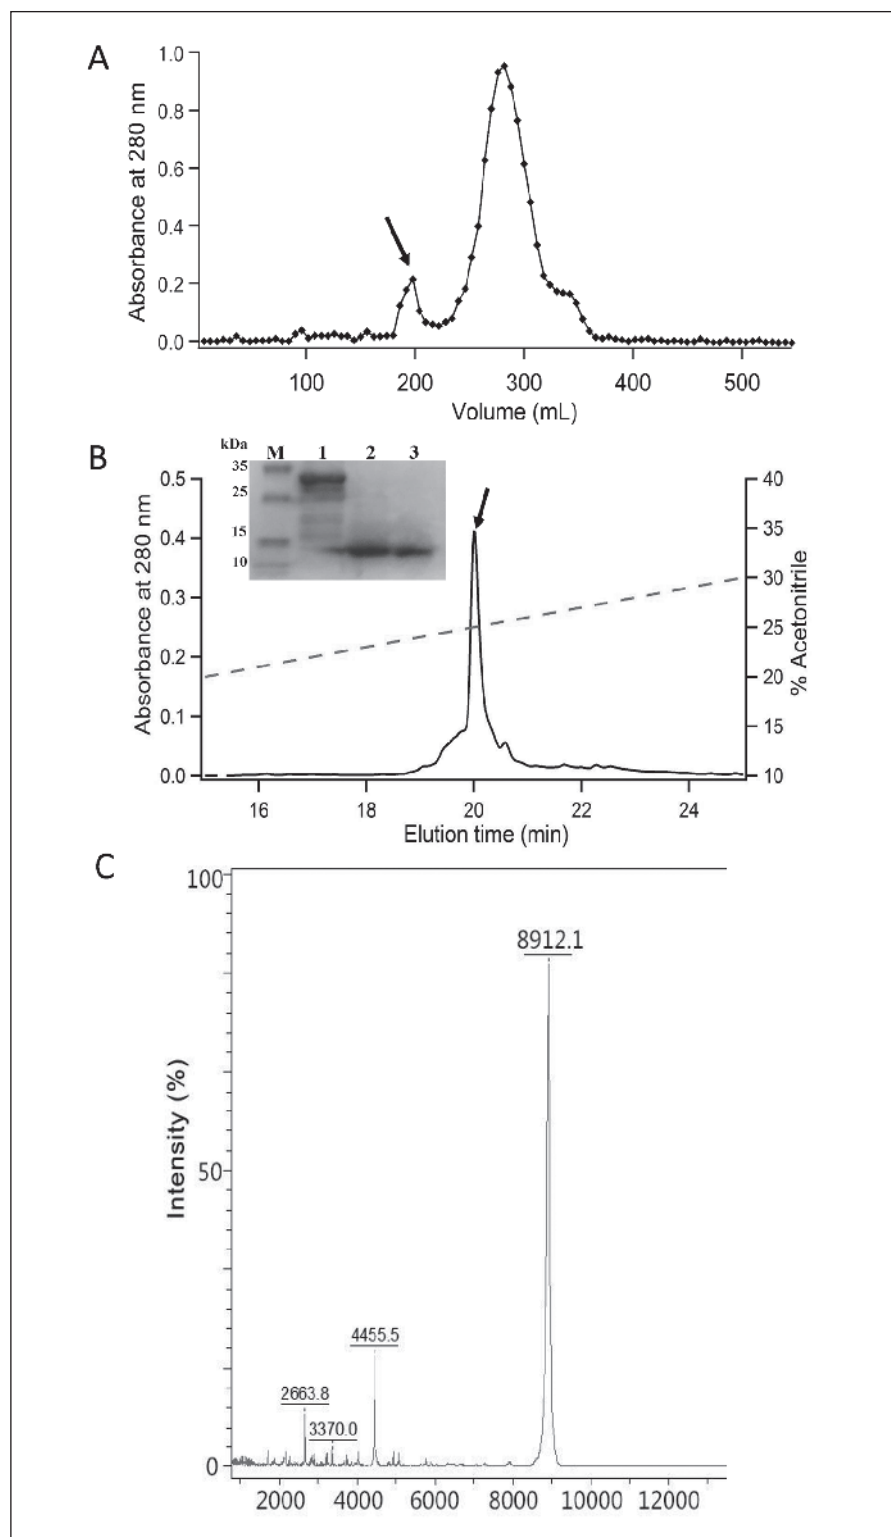 A
1.0
0.8
0.6
0.4
0.2
0.0
Absorbance at 280 nm
100 200 300 400 500
Volume (mL)
B
kDa M 1 2 3
35
25
15
10
0.5
0.4
0.3
0.2
0.1
0.0
Absorbance at 280 nm
40
35
30
25
20
15
10
% Acetonitrile
16 18 20 22 24
Elution time (min)
C
100
50
0
Intensity (%)
8912.1
4455.5
2663.8
3370.0
2000 4000 6000 8000 10000 12000